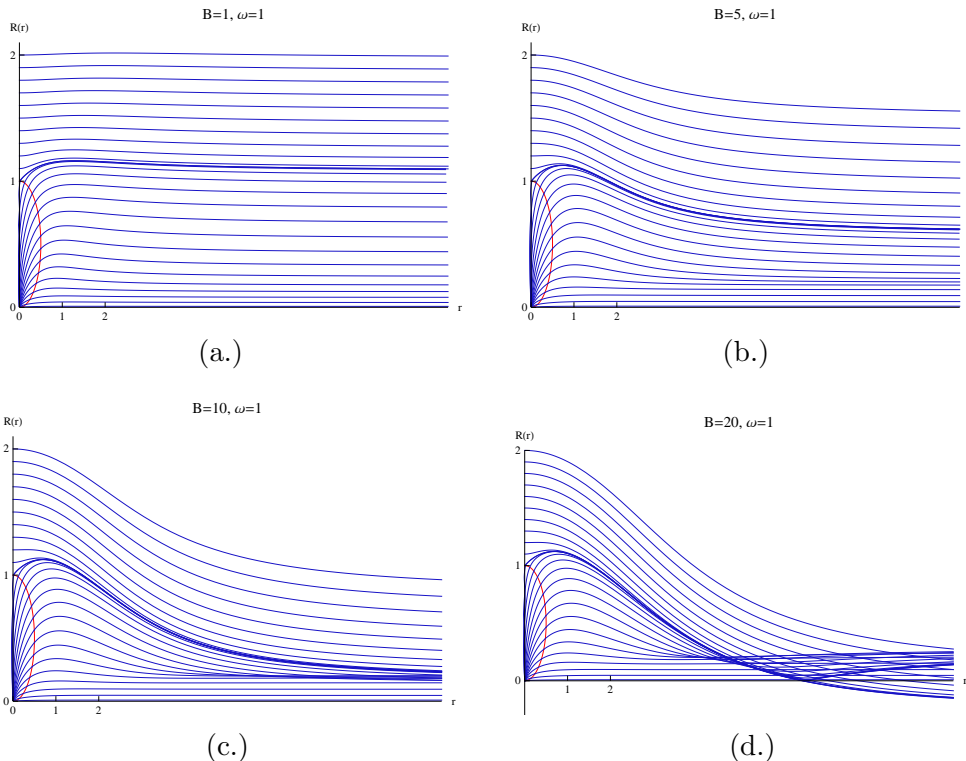 B=1, ω=1
R(r)
2
1
0
0 1 2 r
(a.)
B=5, ω=1
R(r)
2
1
0
0 1 2
(b.)
B=10, ω=1
R(r)
2
1
0
0 1 2 r
(c.)
B=20, ω=1
R(r)
2
1
0
1 2 r
(d.)